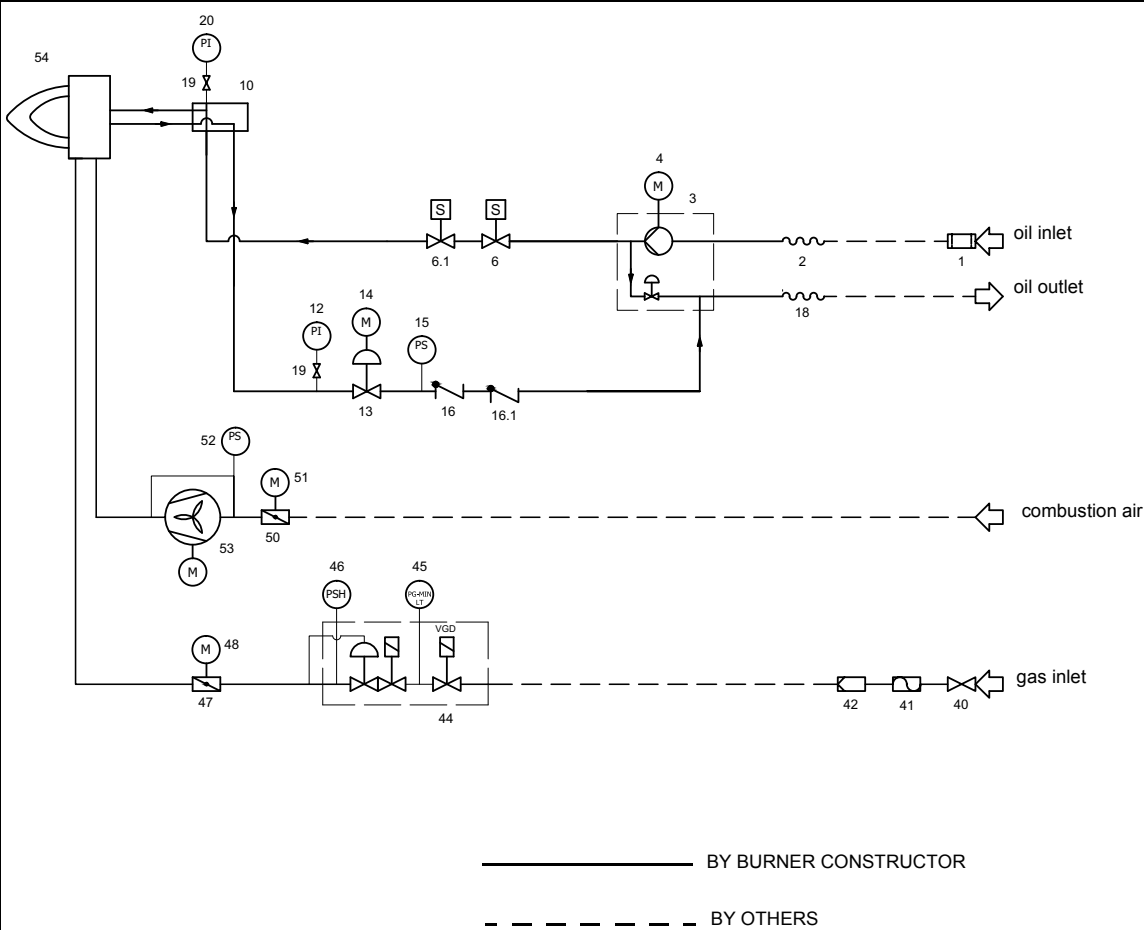 20
PI
54
19
10
4
M
3
S
S
6.1
6
2
1
oil inlet
oil outlet
18
12
14
15
PI
M
PS
19
13
16
16.1
52
PS
M
51
50
53
M
combustion air
46
45
PSH
PG-MIN
LT
VGD
M
48
47
44
42
41
40
gas inlet
BY BURNER CONSTRUCTOR
BY OTHERS